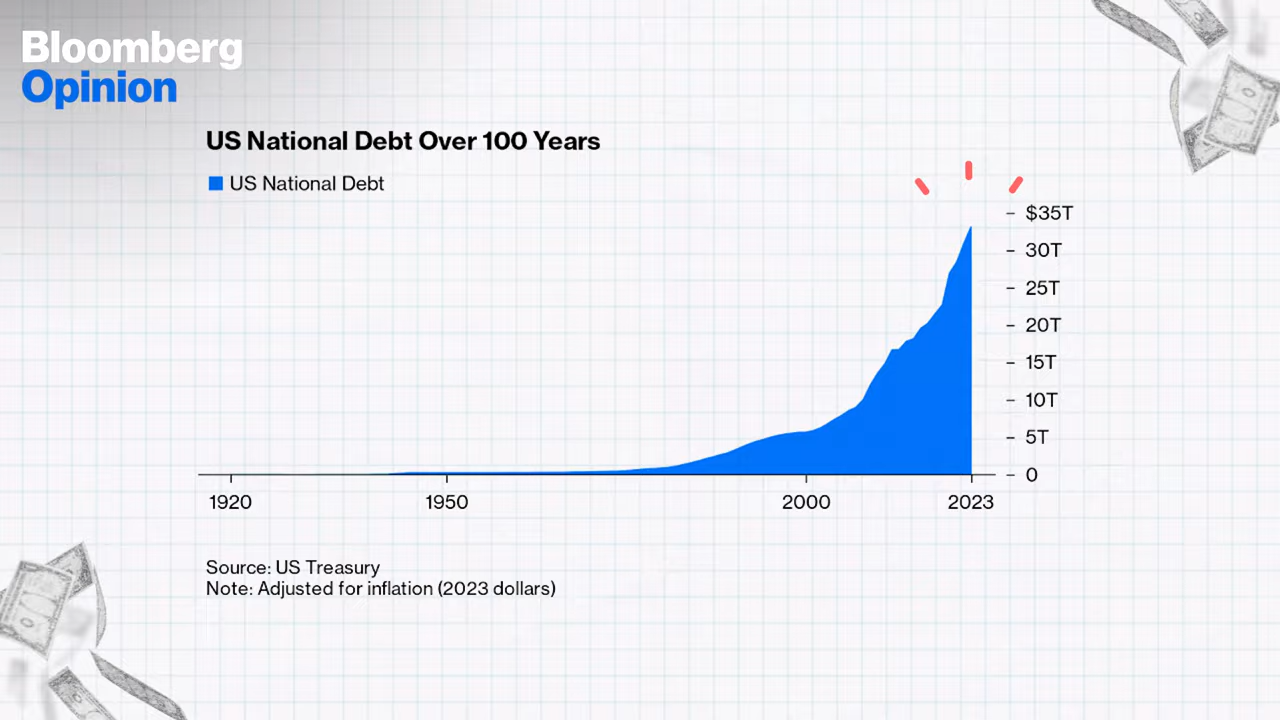 Bloomberg
Opinion
US National Debt Over 100 Years
US National Debt
$35T
30T
25T
20T
15T
10T
5T
0
1920 1950 2000 2023
Source: US Treasury
Note: Adjusted for inflation (2023 dollars)